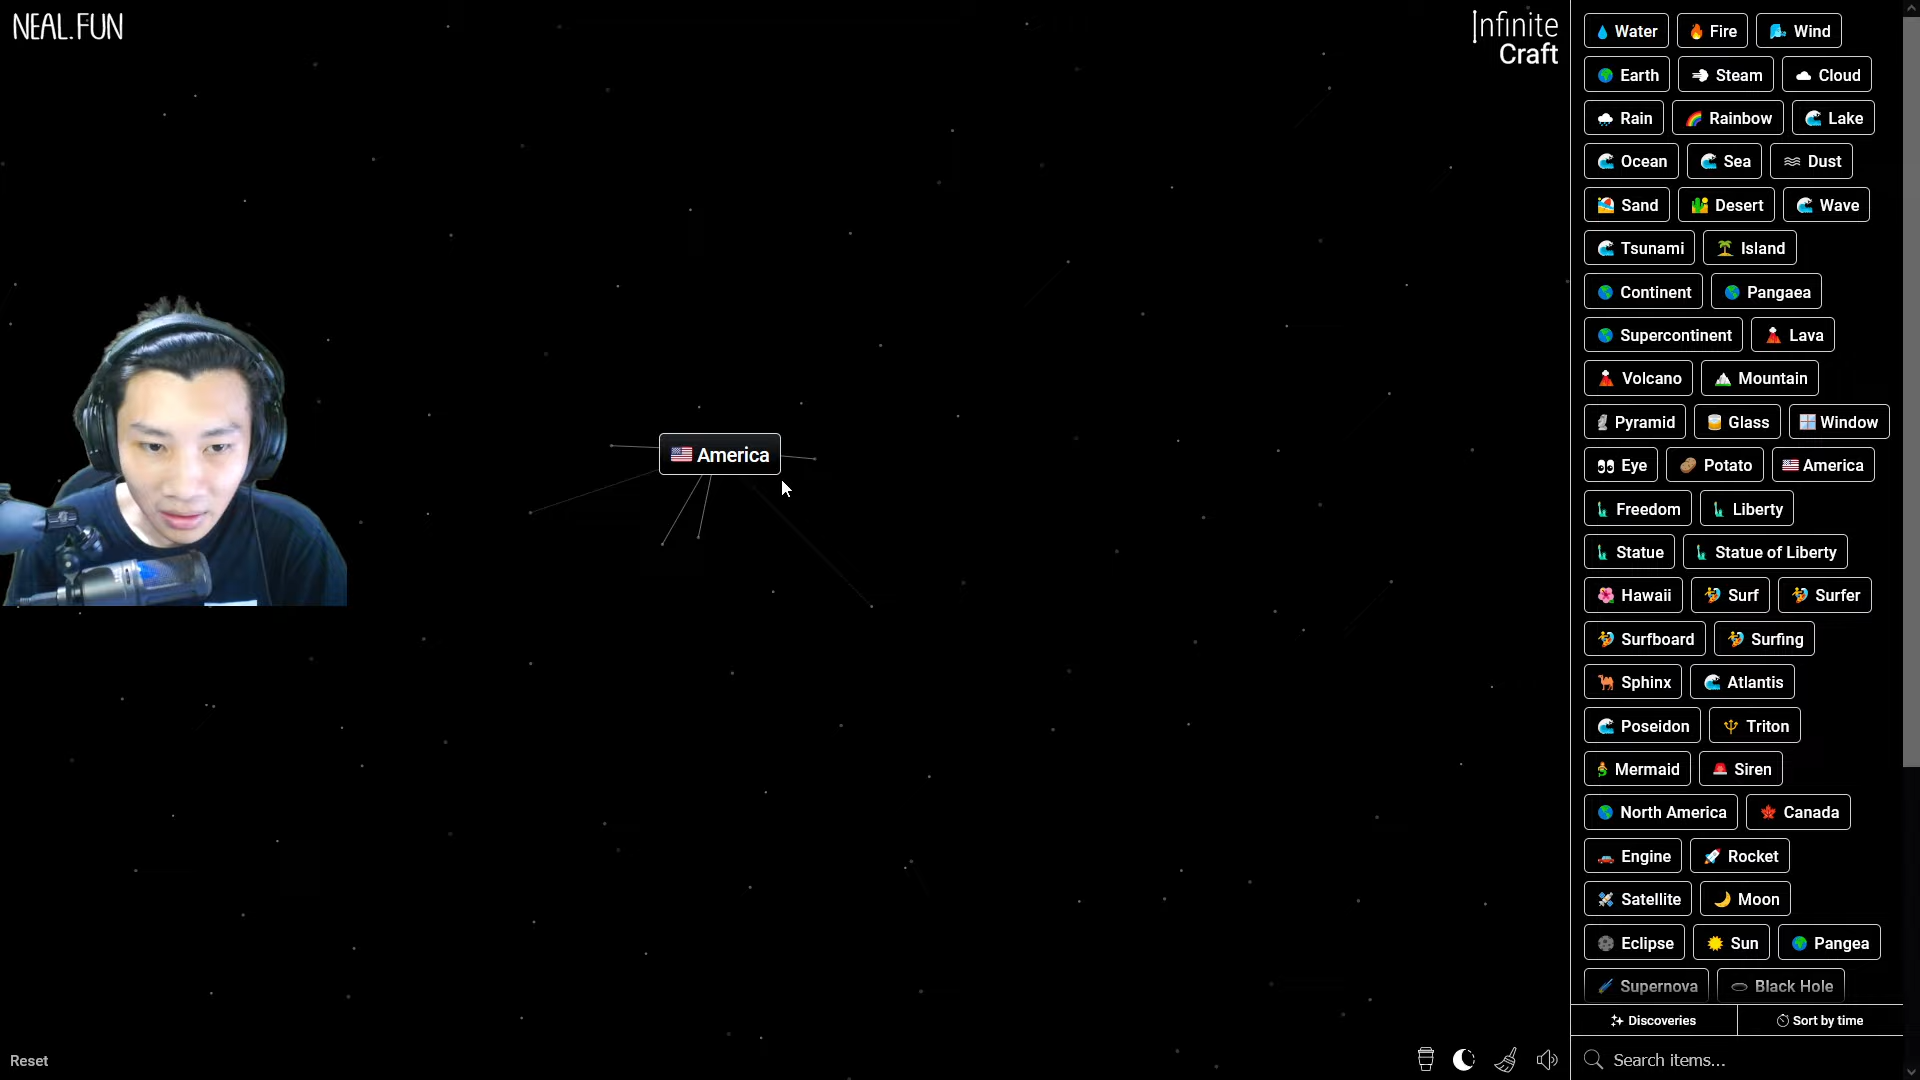 NEAL.FUN
Infinite
Craft
America
Water Fire Wind
Earth Steam Cloud
Rain Rainbow Lake
Ocean Sea Dust
Sand Desert Wave
Tsunami Island
Continent Pangaea
Supercontinent Lava
Volcano Mountain
Pyramid Glass Window
Eye Potato America
Freedom Liberty
Statue Statue of Liberty
Hawaii Surf Surfer
Surfboard Surfing
Sphinx Atlantis
Poseidon Triton
Mermaid Siren
North America Canada
Engine Rocket
Satellite Moon
Eclipse Sun Pangea
Supernova Black Hole
Discoveries Sort by time
Search items...
Reset